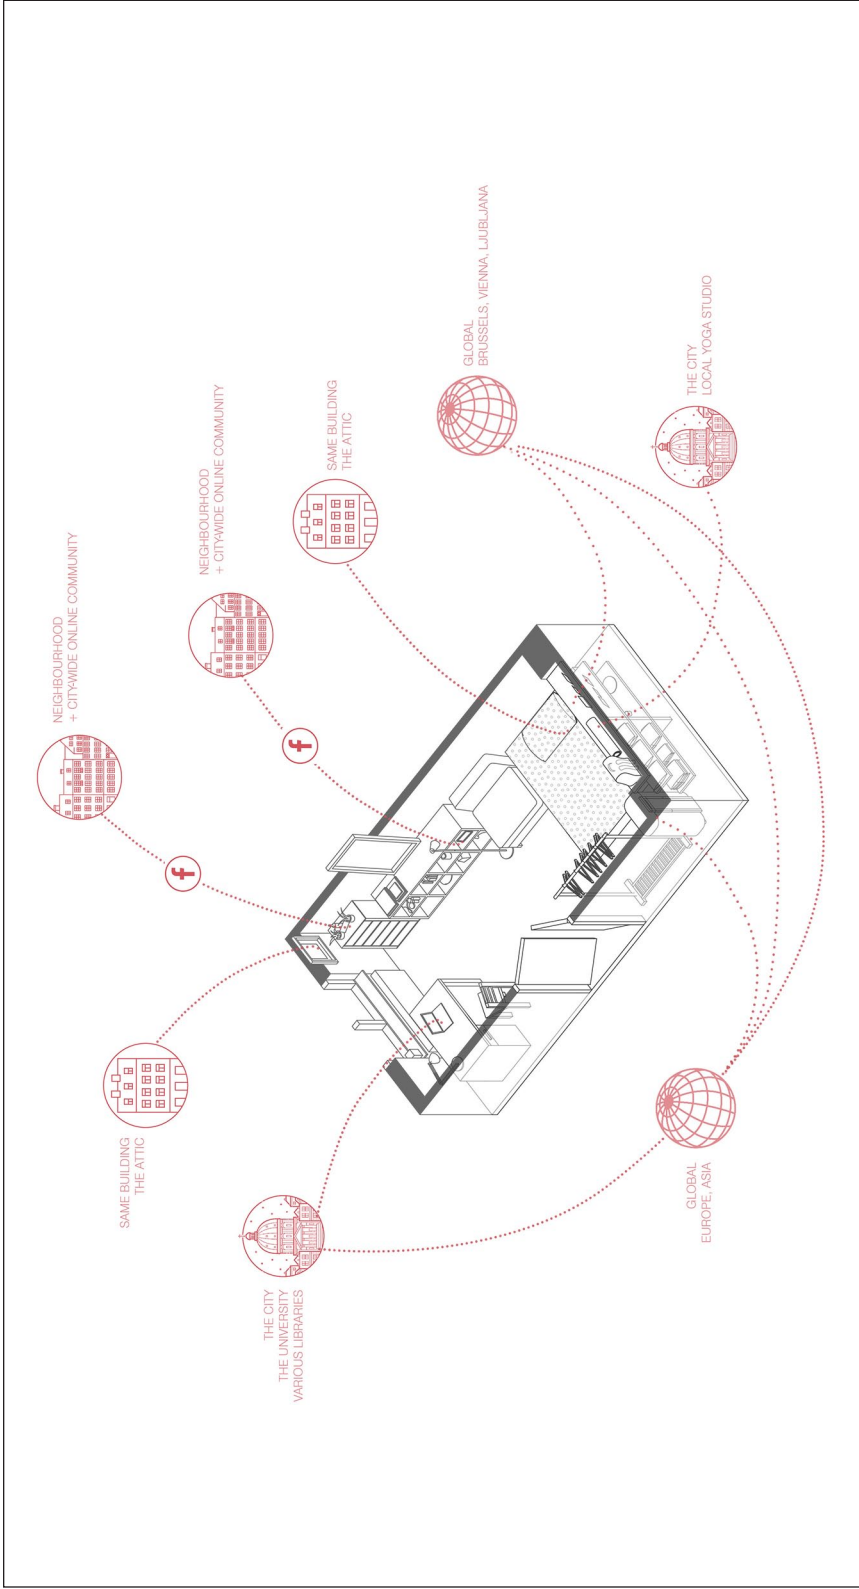 NEIGHBOURHOOD
+ CITY-WIDE ONLINE COMMUNITY
SAME BUILDING
THE ATTIC
f
NEIGHBOURHOOD
+ CITY-WIDE ONLINE COMMUNITY
THE CITY
THE UNIVERSITY
VARIOUS LIBRARIES
f
SAME BUILDING
THE ATTIC
GLOBAL
BRUSSELS, VIENNA, LJUBLJANA
GLOBAL
EUROPE, ASIA
THE CITY
LOCAL YOGA STUDIO